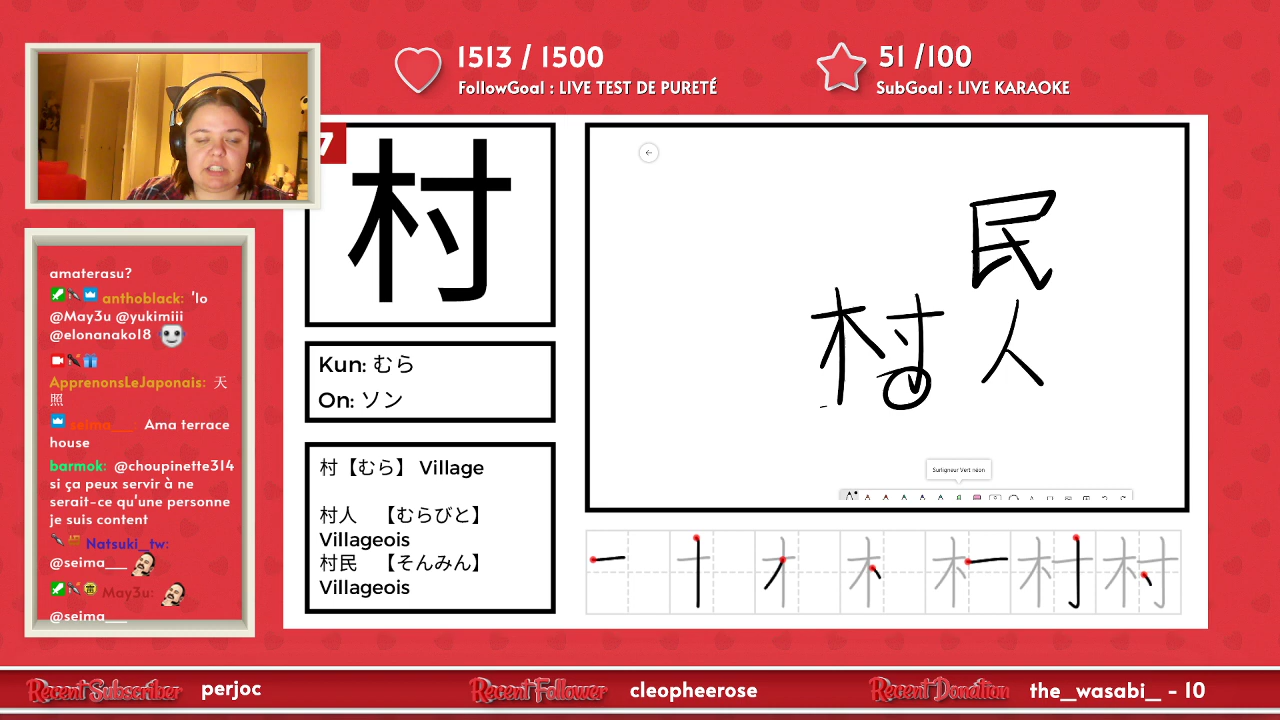 1513 / 1500
FollowGoal : LIVE TEST DE PURETÉ
51 /100
SubGoal : LIVE KARAOKE
amaterasu?
anthoblack: 'lo
@May3u @yukimiii
@elonanako18
ApprenonsLeJaponais: 天
照
seima___: Ama terrace
house
barmok: @choupinette314
si ça peux servir à ne
serait-ce qu'une personne
je suis content
Natsuki_tw:
@seima___
May3u:
@seima___
7
村
Kun: むら
On: ソン
村【むら】 Village
村人 【むらびと】
Villageois
村民 【そんみん】
Villageois
民
村人
Surligneur Vert néon
Recent Subscriber perjoc
Recent Follower cleopheerose
Recent Donation the_wasabi_ - 10